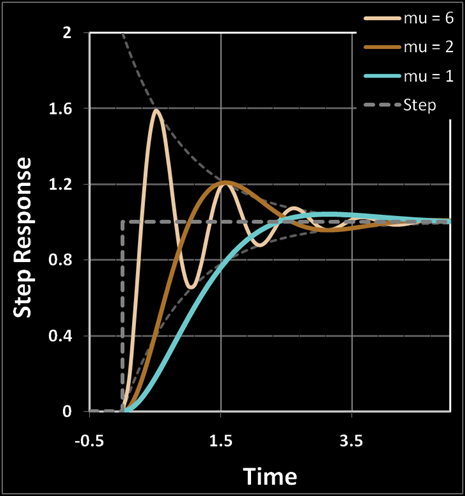 mu = 6
mu = 2
mu = 1
Step
2
1.6
1.2
0.8
0.4
0
Step Response
-0.5 1.5 3.5
Time